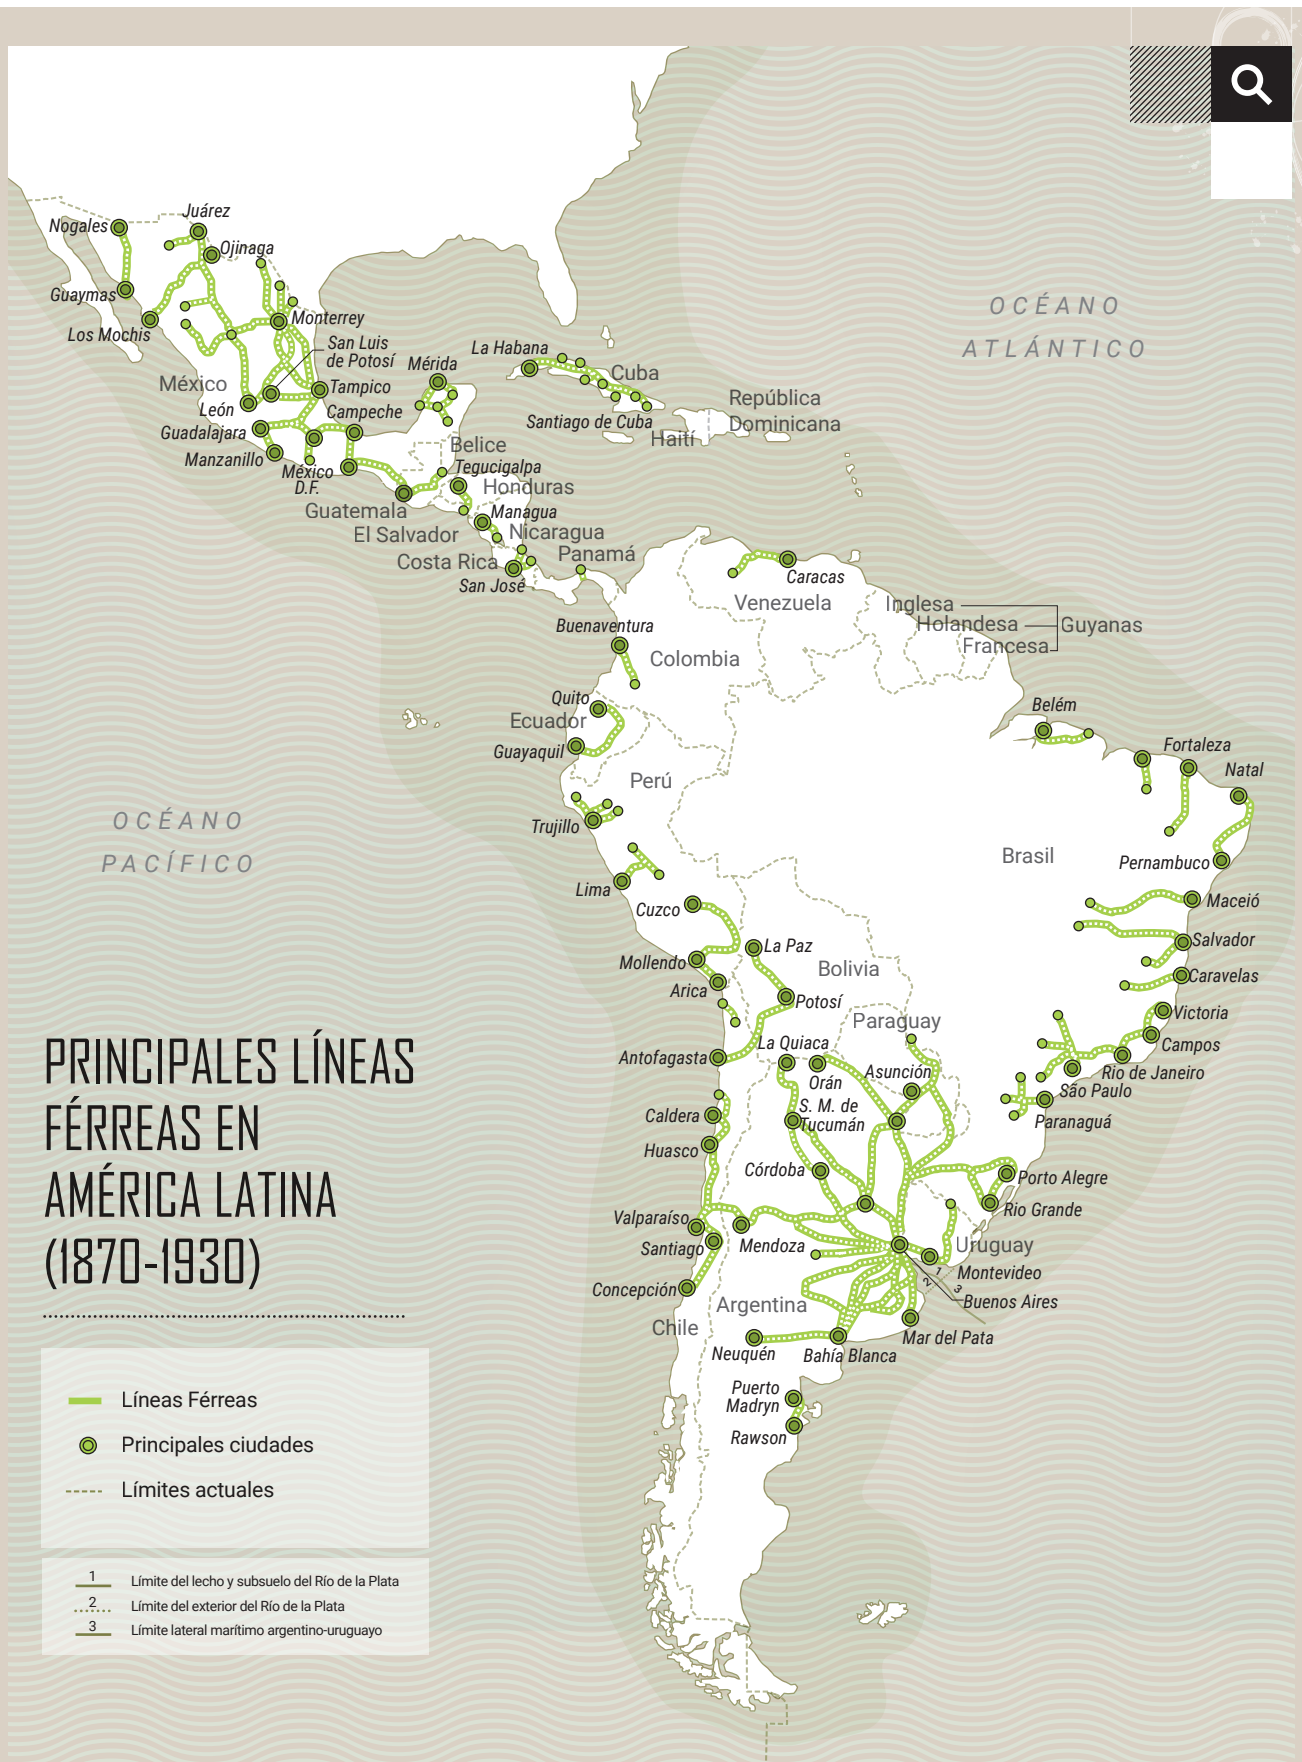 Juárez
Nogales
Ojinaga
Guaymas
Los Mochis
Monterrey
San Luis
de Potosí
México
Tampico
León
Campeche
Guadalajara
Manzanillo
México
D.F.
Mérida
La Habana
Cuba
Santiago de Cuba
Haití
República
Dominicana
Belice
Tegucigalpa
Honduras
Guatemala
El Salvador
Managua
Nicaragua
Costa Rica
San José
Panamá
OCÉANO
ATLÁNTICO
Caracas
Venezuela
Inglesa
Holandesa
Francesa
Guyanas
Buenaventura
Colombia
Quito
Ecuador
Guayaquil
Perú
Trujillo
Lima
Cuzco
Mollendo
Arica
OCÉANO
PACÍFICO
Belém
Fortaleza
Natal
Brasil
Pernambuco
Maceió
Salvador
Caravelas
Victoria
Campos
Rio de Janeiro
São Paulo
Paranaguá
La Paz
Bolivia
Potosí
Paraguay
Antofagasta
La Quiaca
Orán
Asunción
Caldera
S. M. de
Tucumán
Huasco
Córdoba
Porto Alegre
Rio Grande
Valparaíso
Santiago
Mendoza
Uruguay
Montevideo
1
2
3
Buenos Aires
Concepción
Argentina
Chile
Mar del Pata
Neuquén
Bahía Blanca
Puerto
Madryn
Rawson
PRINCIPALES LÍNEAS
FÉRREAS EN
AMÉRICA LATINA
(1870-1930)
Líneas Férreas
Principales ciudades
Límites actuales
1 Límite del lecho y subsuelo del Río de la Plata
2 Límite del exterior del Río de la Plata
3 Límite lateral marítimo argentino-uruguayo